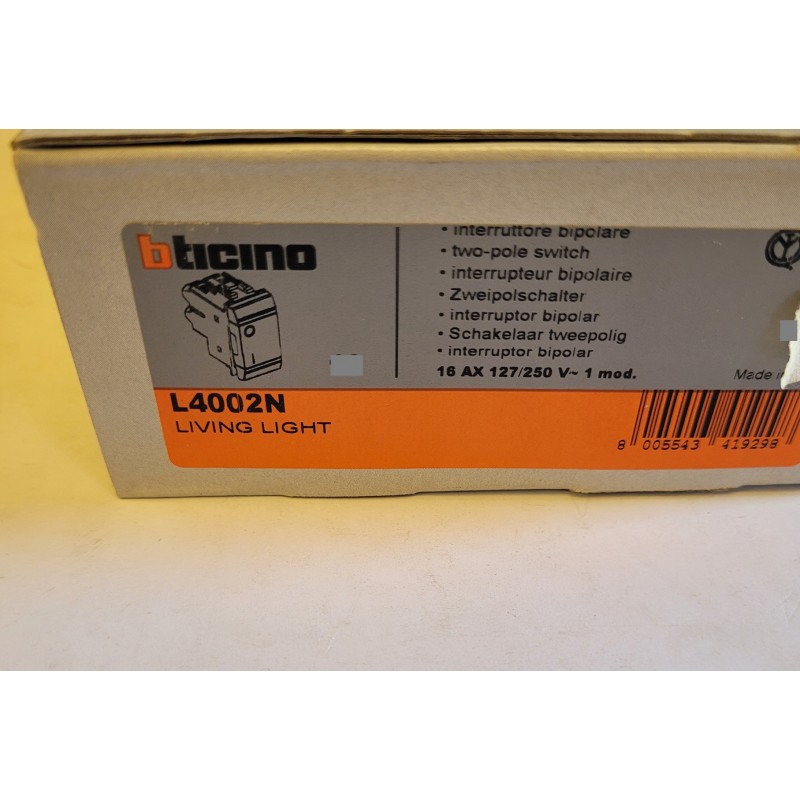 bticino
• interruttore bipolare
• two-pole switch
• interrupteur bipolaire
• Zweipolschalter
• interruptor bipolar
• Schakelaar tweepolig
• interruptor bipolar
16 AX 127/250 V~ 1 mod.
Made in
L4002N
LIVING LIGHT
8 005543 419298